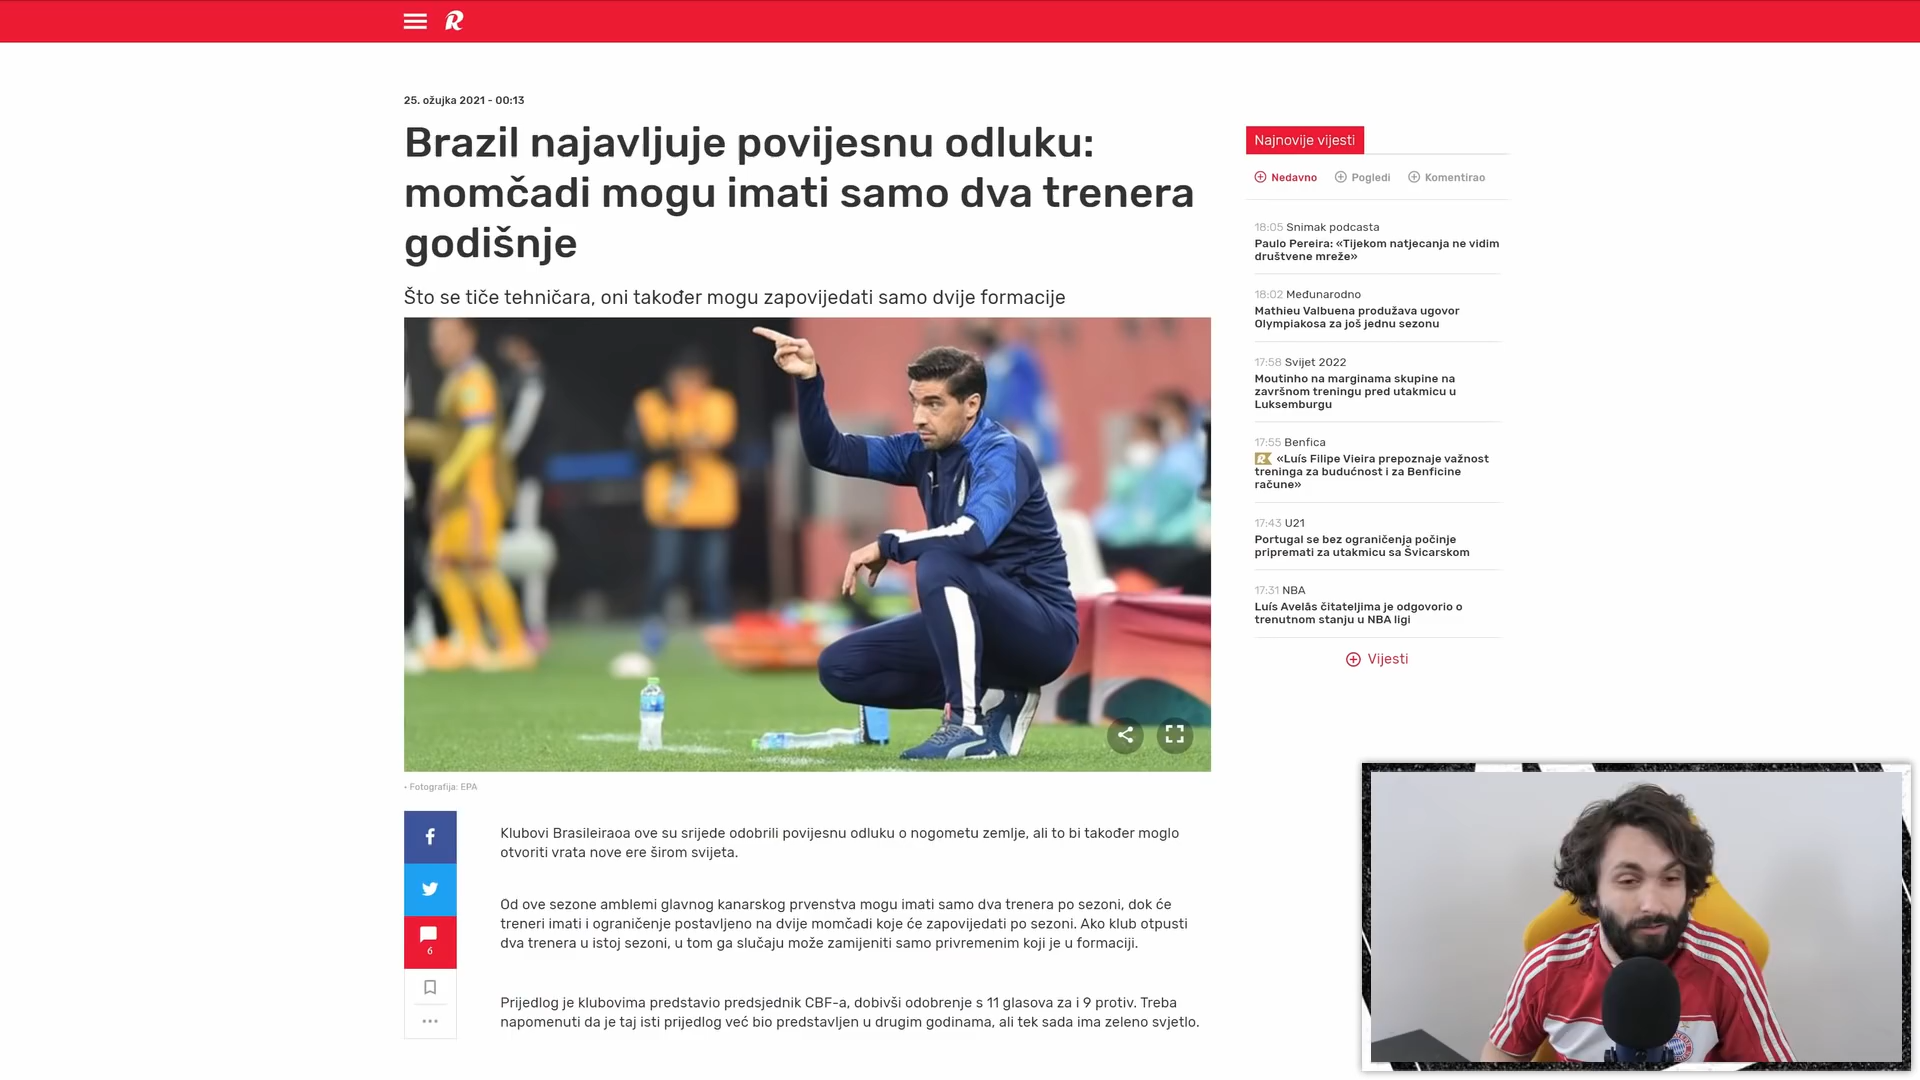 R
25. ožujka 2021 - 00:13
Brazil najavljuje povijesnu odluku:
momčadi mogu imati samo dva trenera
godišnje
Što se tiče tehničara, oni također mogu zapovijedati samo dvije formacije
• Fotografija: EPA
6
Klubovi Brasileiraoa ove su srijede odobrili povijesnu odluku o nogometu zemlje, ali to bi također moglo
otvoriti vrata nove ere širom svijeta.
Od ove sezone amblemi glavnog kanarskog prvenstva mogu imati samo dva trenera po sezoni, dok će
treneri imati i ograničenje postavljeno na dvije momčadi koje će zapovijedati po sezoni. Ako klub otpusti
dva trenera u istoj sezoni, u tom ga slučaju može zamijeniti samo privremenim koji je u formaciji.
Prijedlog je klubovima predstavio predsjednik CBF-a, dobivši odobrenje s 11 glasova za i 9 protiv. Treba
napomenuti da je taj isti prijedlog već bio predstavljen u drugim godinama, ali tek sada ima zeleno svjetlo.
Najnovije vijesti
Nedavno Pogledi Komentirao
18:05 Snimak podcasta
Paulo Pereira: «Tijekom natjecanja ne vidim
društvene mreže»
18:02 Međunarodno
Mathieu Valbuena produžava ugovor
Olympiakosa za još jednu sezonu
17:58 Svijet 2022
Moutinho na marginama skupine na
završnom treningu pred utakmicu u
Luksemburgu
17:55 Benfica
R «Luís Filipe Vieira prepoznaje važnost
treninga za budućnost i za Benficine
račune»
17:43 U21
Portugal se bez ograničenja počinje
pripremati za utakmicu sa Švicarskom
17:31 NBA
Luís Avelãs čitateljima je odgovorio o
trenutnom stanju u NBA ligi
Vijesti